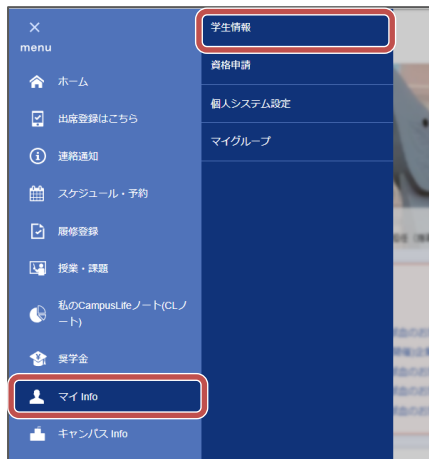 ×
menu
ホーム
出席登録はこちら
連絡通知
スケジュール・予約
履修登録
授業・課題
私のCampusLifeノート(CLノ
ート)
奨学金
マイ Info
キャンパス Info
学生情報
資格申請
個人システム設定
マイグループ